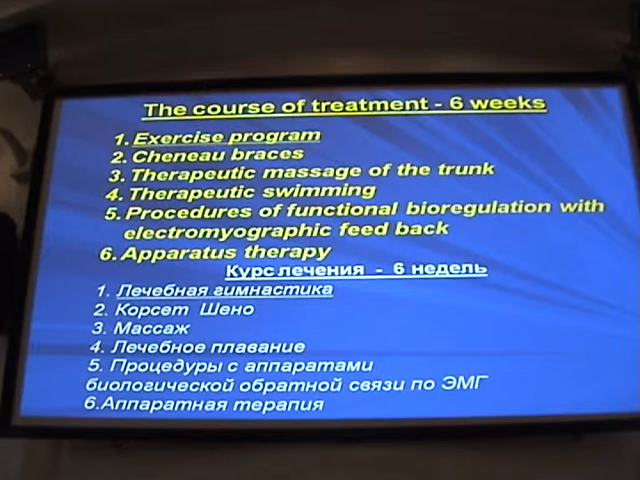 The course of treatment - 6 weeks
1. Exercise program
2. Cheneau braces
3. Therapeutic massage of the trunk
4. Therapeutic swimming
5. Procedures of functional bioregulation with
electromyographic feed back
6. Apparatus therapy
Курс лечения - 6 недель
1. Лечебная гимнастика
2. Корсет Шено
3. Массаж
4. Лечебное плавание
5. Процедуры с аппаратами
биологической обратной связи по ЭМГ
6.Аппаратная терапия